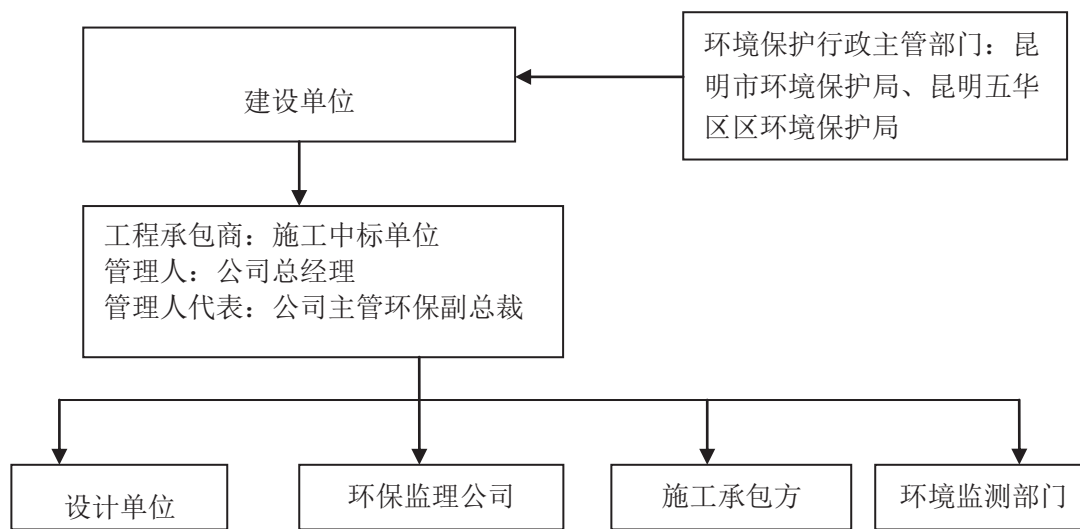 环境保护行政主管部门：昆
明市环境保护局、昆明五华
区区环境保护局
建设单位
工程承包商：施工中标单位
管理人：公司总经理
管理人代表：公司主管环保副总裁
设计单位
环保监理公司
施工承包方
环境监测部门